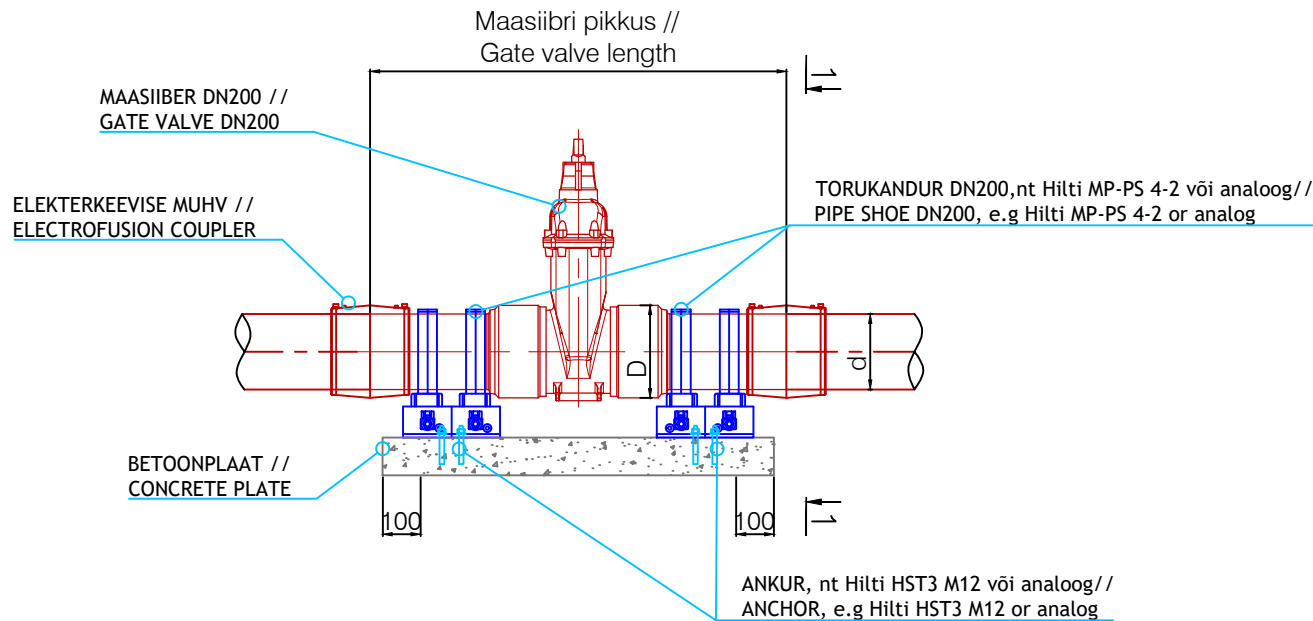 Maasiibri pikkus //
Gate valve length
1
MAASIIBER DN200 //
GATE VALVE DN200
TORUKANDUR DN200,nt Hilti MP-PS 4-2 või analoog//
PIPE SHOE DN200, e.g Hilti MP-PS 4-2 or analog
ELEKTERKEEVISE MUHV //
ELECTROFUSION COUPLER
D
d
BETOONPLAAT //
CONCRETE PLATE
100
100
1
ANKUR, nt Hilti HST3 M12 või analoog//
ANCHOR, e.g Hilti HST3 M12 or analog